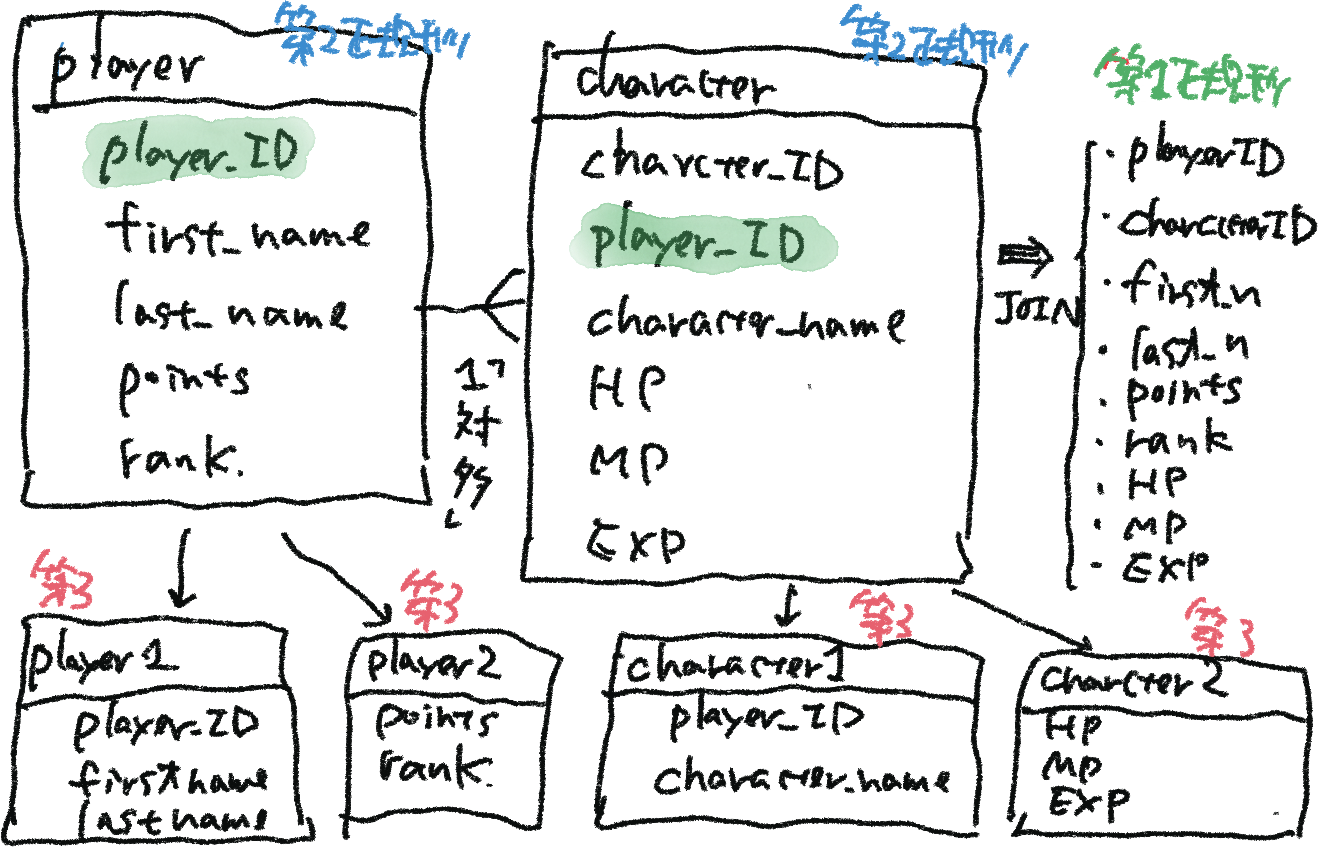 第2正規形
player
player_ID
first_name
last_name
points
rank.
1
対
多
第2正規形
character
charcter_ID
player_ID
character_name
HP
MP
EXP
JOIN
第1正規形
・playerID
・charcterID
・first_n
・last_n
・points
・rank
・HP
・MP
・EXP
第3
player1
player_ID
firstname
lastname
第3
player2
points
rank.
第3
character1
player_ID
character_name
第3
charcter2
HP
MP
EXP